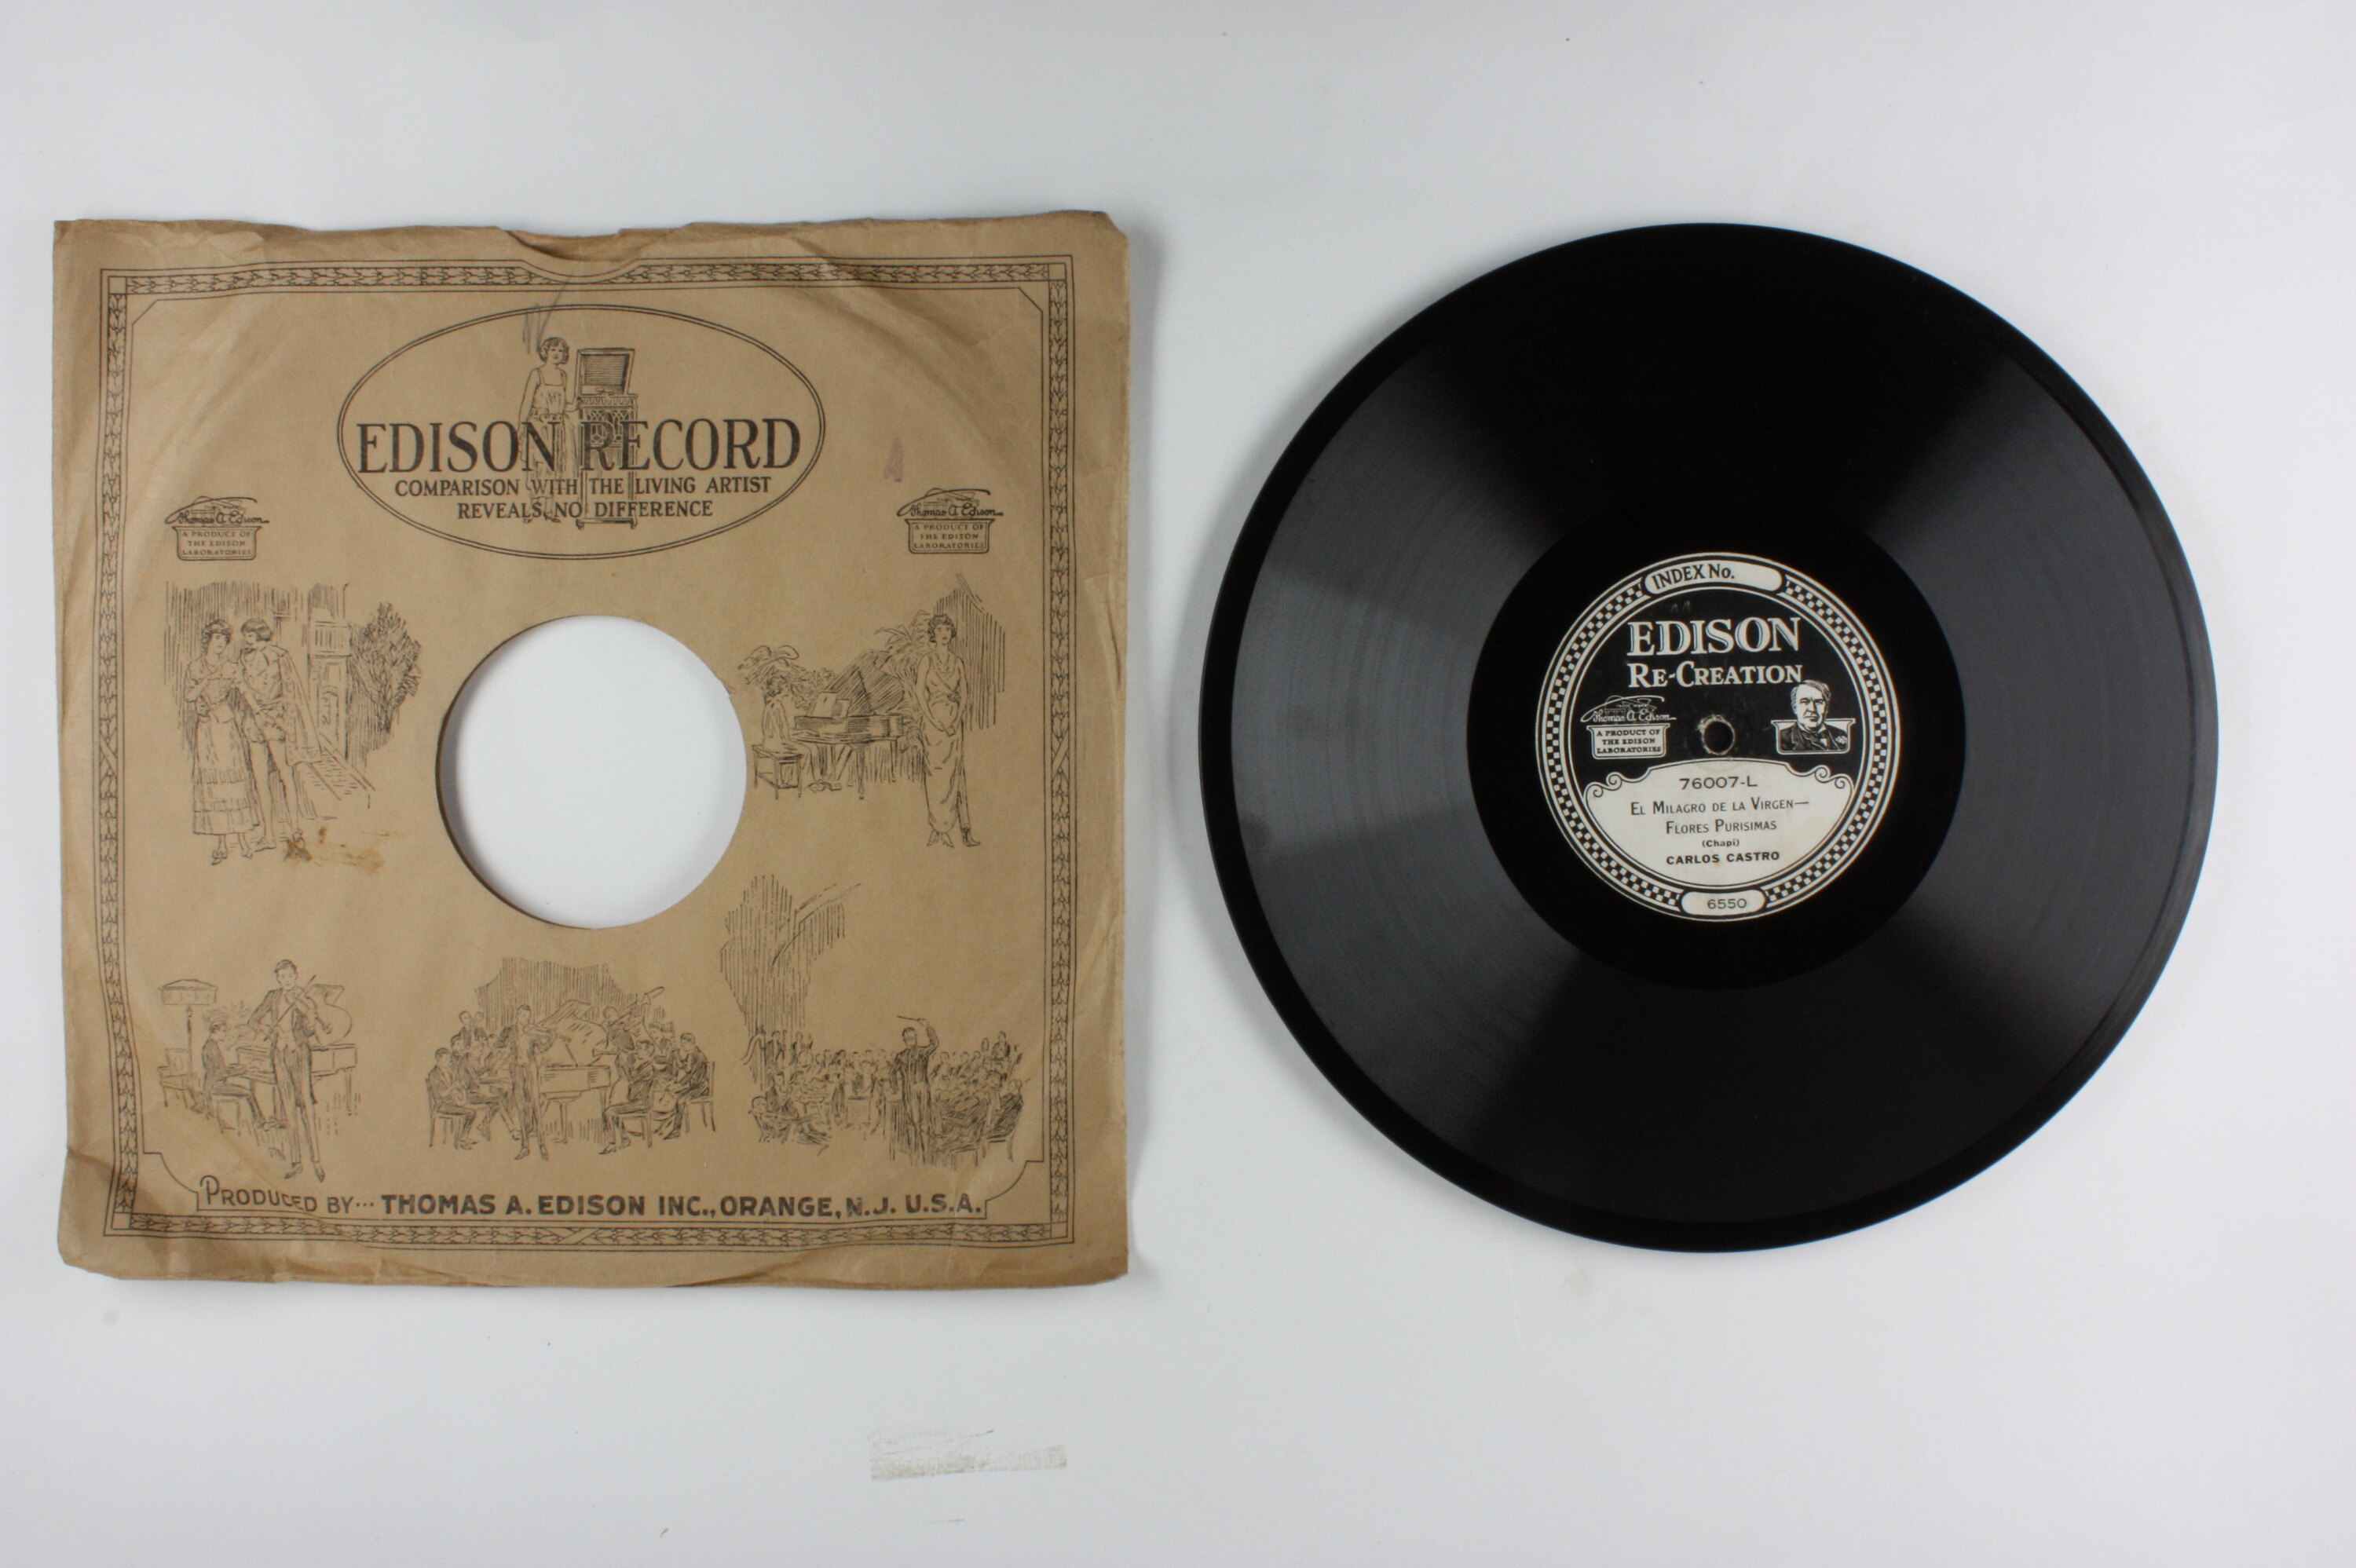 EDISON RECORD
COMPARISON WITH THE LIVING ARTIST
REVEALS NO DIFFERENCE
A
Thomas A. Edison
A PRODUCT OF
THE EDISON
LABORATORIES
Thomas A. Edison
A PRODUCT OF
THE EDISON
LABORATORIES
PRODUCED BY... THOMAS A. EDISON INC., ORANGE, N.J. U.S.A.
INDEX No.
EDISON
RE-CREATION
Thomas A. Edison
A PRODUCT OF
THE EDISON
LABORATORIES
76007-L
EL MILAGRO DE LA VIRGEN—
FLORES PURISIMAS
(Chapi)
CARLOS CASTRO
6550